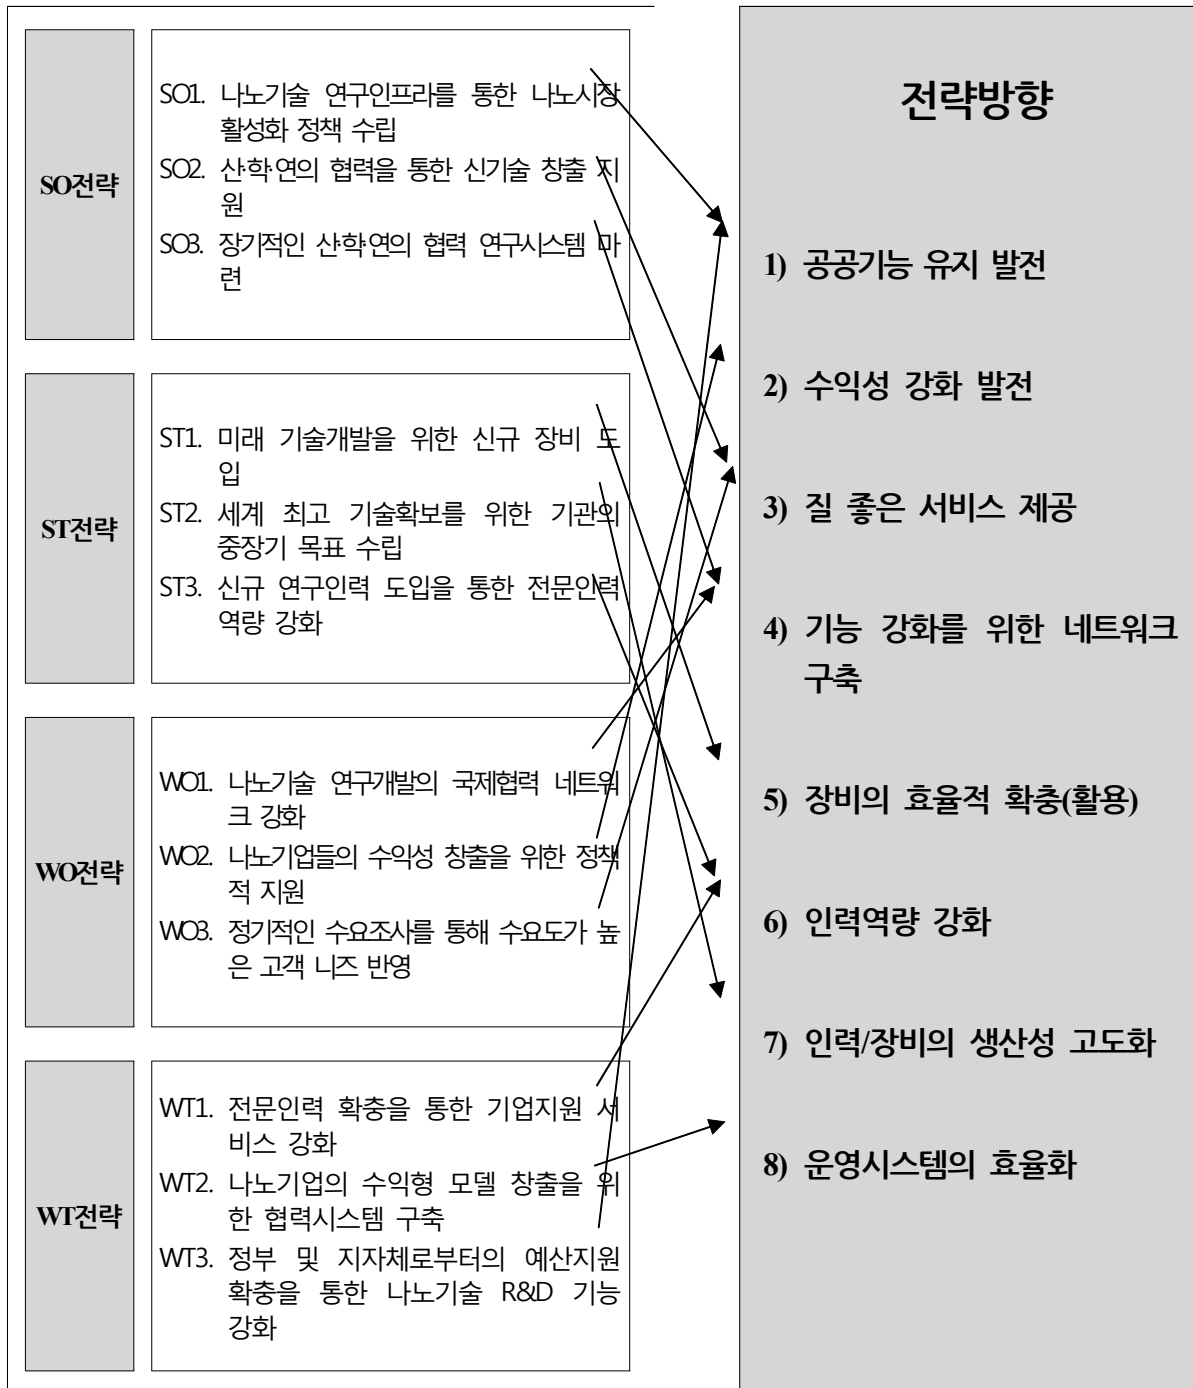 SO전략
SO1. 나노기술 연구인프라를 통한 나노시장
활성화 정책 수립
SO2. 산·학·연의 협력을 통한 신기술 창출 지
원
SO3. 장기적인 산·학·연의 협력 연구시스템 마
련
ST전략
ST1. 미래 기술개발을 위한 신규 장비 도
입
ST2. 세계 최고 기술확보를 위한 기관의
중장기 목표 수립
ST3. 신규 연구인력 도입을 통한 전문인력
역량 강화
WO전략
WO1. 나노기술 연구개발의 국제협력 네트워
크 강화
WO2. 나노기업들의 수익성 창출을 위한 정책
적 지원
WO3. 정기적인 수요조사를 통해 수요도가 높
은 고객 니즈 반영
WT전략
WT1. 전문인력 확충을 통한 기업지원 서
비스 강화
WT2. 나노기업의 수익형 모델 창출을 위
한 협력시스템 구축
WT3. 정부 및 지자체로부터의 예산지원
확충을 통한 나노기술 R&D 기능
강화
전략방향
1) 공공기능 유지 발전
2) 수익성 강화 발전
3) 질 좋은 서비스 제공
4) 기능 강화를 위한 네트워크
구축
5) 장비의 효율적 확충(활용)
6) 인력역량 강화
7) 인력/장비의 생산성 고도화
8) 운영시스템의 효율화